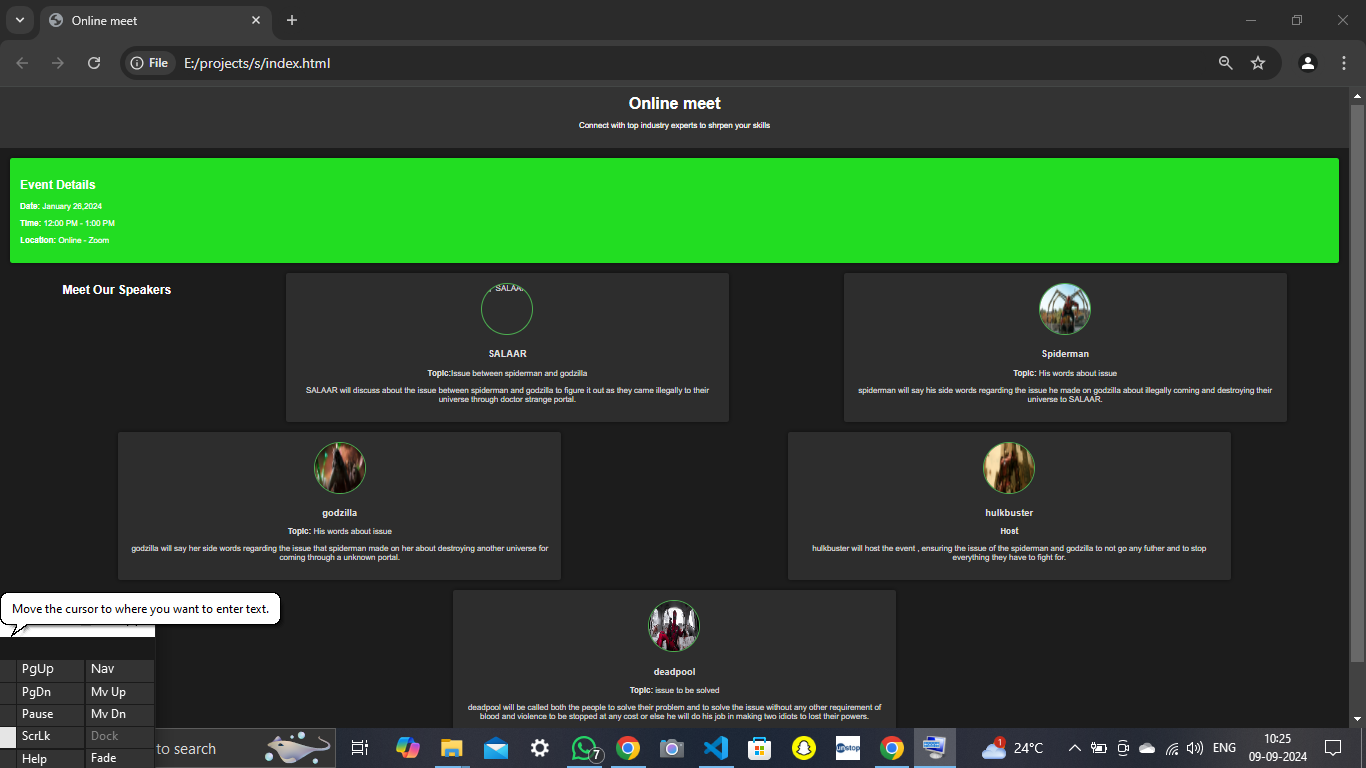 Online meet
File
E:/projects/s/index.html
Online meet
Connect with top industry experts to shrpen your skills
Event Details
Date: January 26,2024
Time: 12:00 PM - 1:00 PM
Location: Online - Zoom
Meet Our Speakers
SALAA
SALAAR
Topic:Issue between spiderman and godzilla
SALAAR will discuss about the issue between spiderman and godzilla to figure it out as they came illegally to their
universe through doctor strange portal.
Spiderman
Topic: His words about issue
spiderman will say his side words regarding the issue he made on godzilla about illegally coming and destroying their
universe to SALAAR.
godzilla
Topic: His words about issue
godzilla will say her side words regarding the issue that spiderman made on her about destroying another universe for
coming through a unknown portal.
hulkbuster
Host
hulkbuster will host the event , ensuring the issue of the spiderman and godzilla to not go any futher and to stop
everything they have to fight for.
deadpool
Topic: issue to be solved
deadpool will be called both the people to solve their problem and to solve the issue without any other requirement of
blood and violence to be stopped at any cost or else he will do his job in making two idiots to lost their powers.
Move the cursor to where you want to enter text.
PgUp
Nav
PgDn
Mv Up
Pause
Mv Dn
ScrLk
Dock
Help
Fade
to search
7
unstop
1
24°C
ENG
10:25
09-09-2024